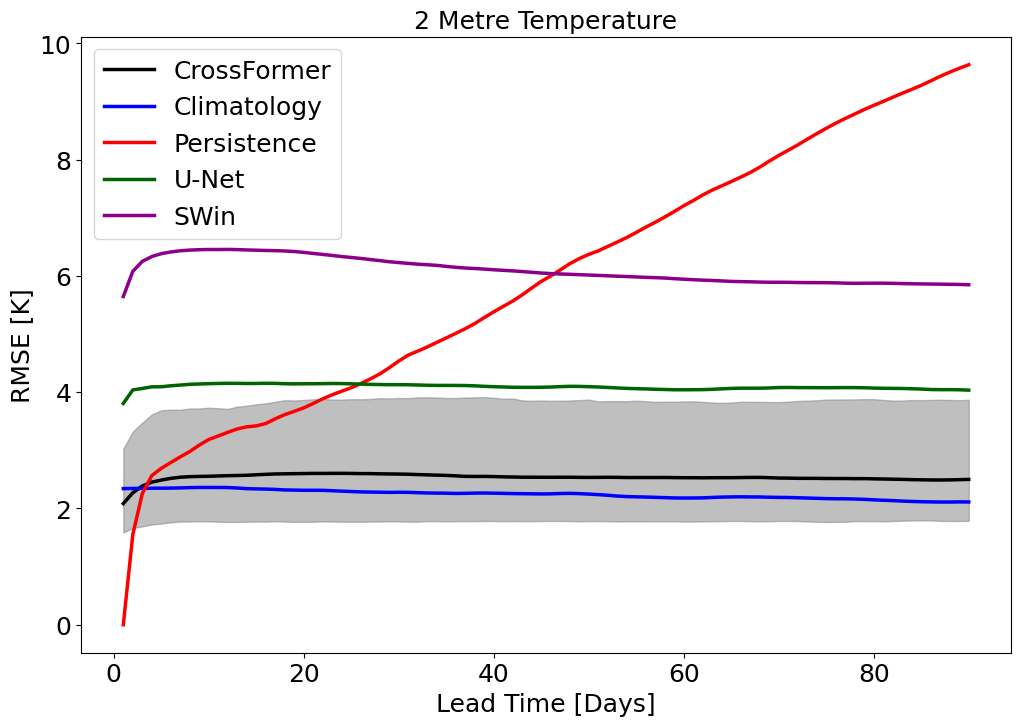 2 Metre Temperature
10
8
6
4
2
0
RMSE [K]
CrossFormer
Climatology
Persistence
U-Net
SWin
0 20 40 60 80
Lead Time [Days]